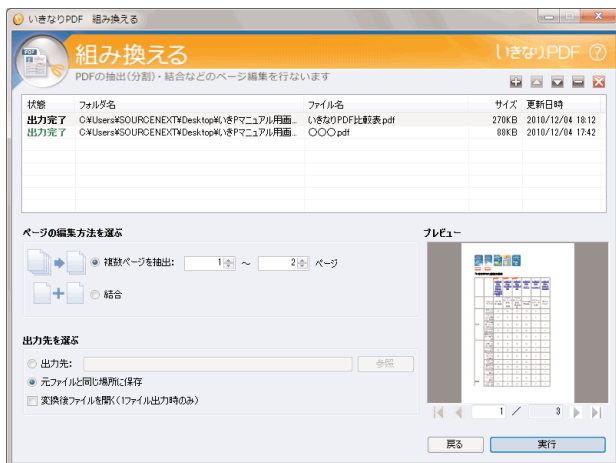 いきなりPDF 組み換える
組み換える
いきなりPDF
PDFの抽出(分割)・結合などのページ編集を行ないます
状態 フォルダ名 ファイル名 サイズ 更新日時
出力完了 C:¥Users¥SOURCENEXT¥Desktop¥いきPマニュアル用画... いきなりPDF比較表.pdf 270KB 2010/12/04 18:12
出力完了 C:¥Users¥SOURCENEXT¥Desktop¥いきPマニュアル用画... 〇〇〇.pdf 88KB 2010/12/04 17:42
ページの編集方法を選ぶ
複数ページを抽出: 1 ～ 2 ページ
結合
出力先を選ぶ
出力先: 参照
元ファイルと同じ場所に保存
変換後ファイルを開く(1ファイル出力時のみ)
プレビュー
1 / 3
戻る 実行